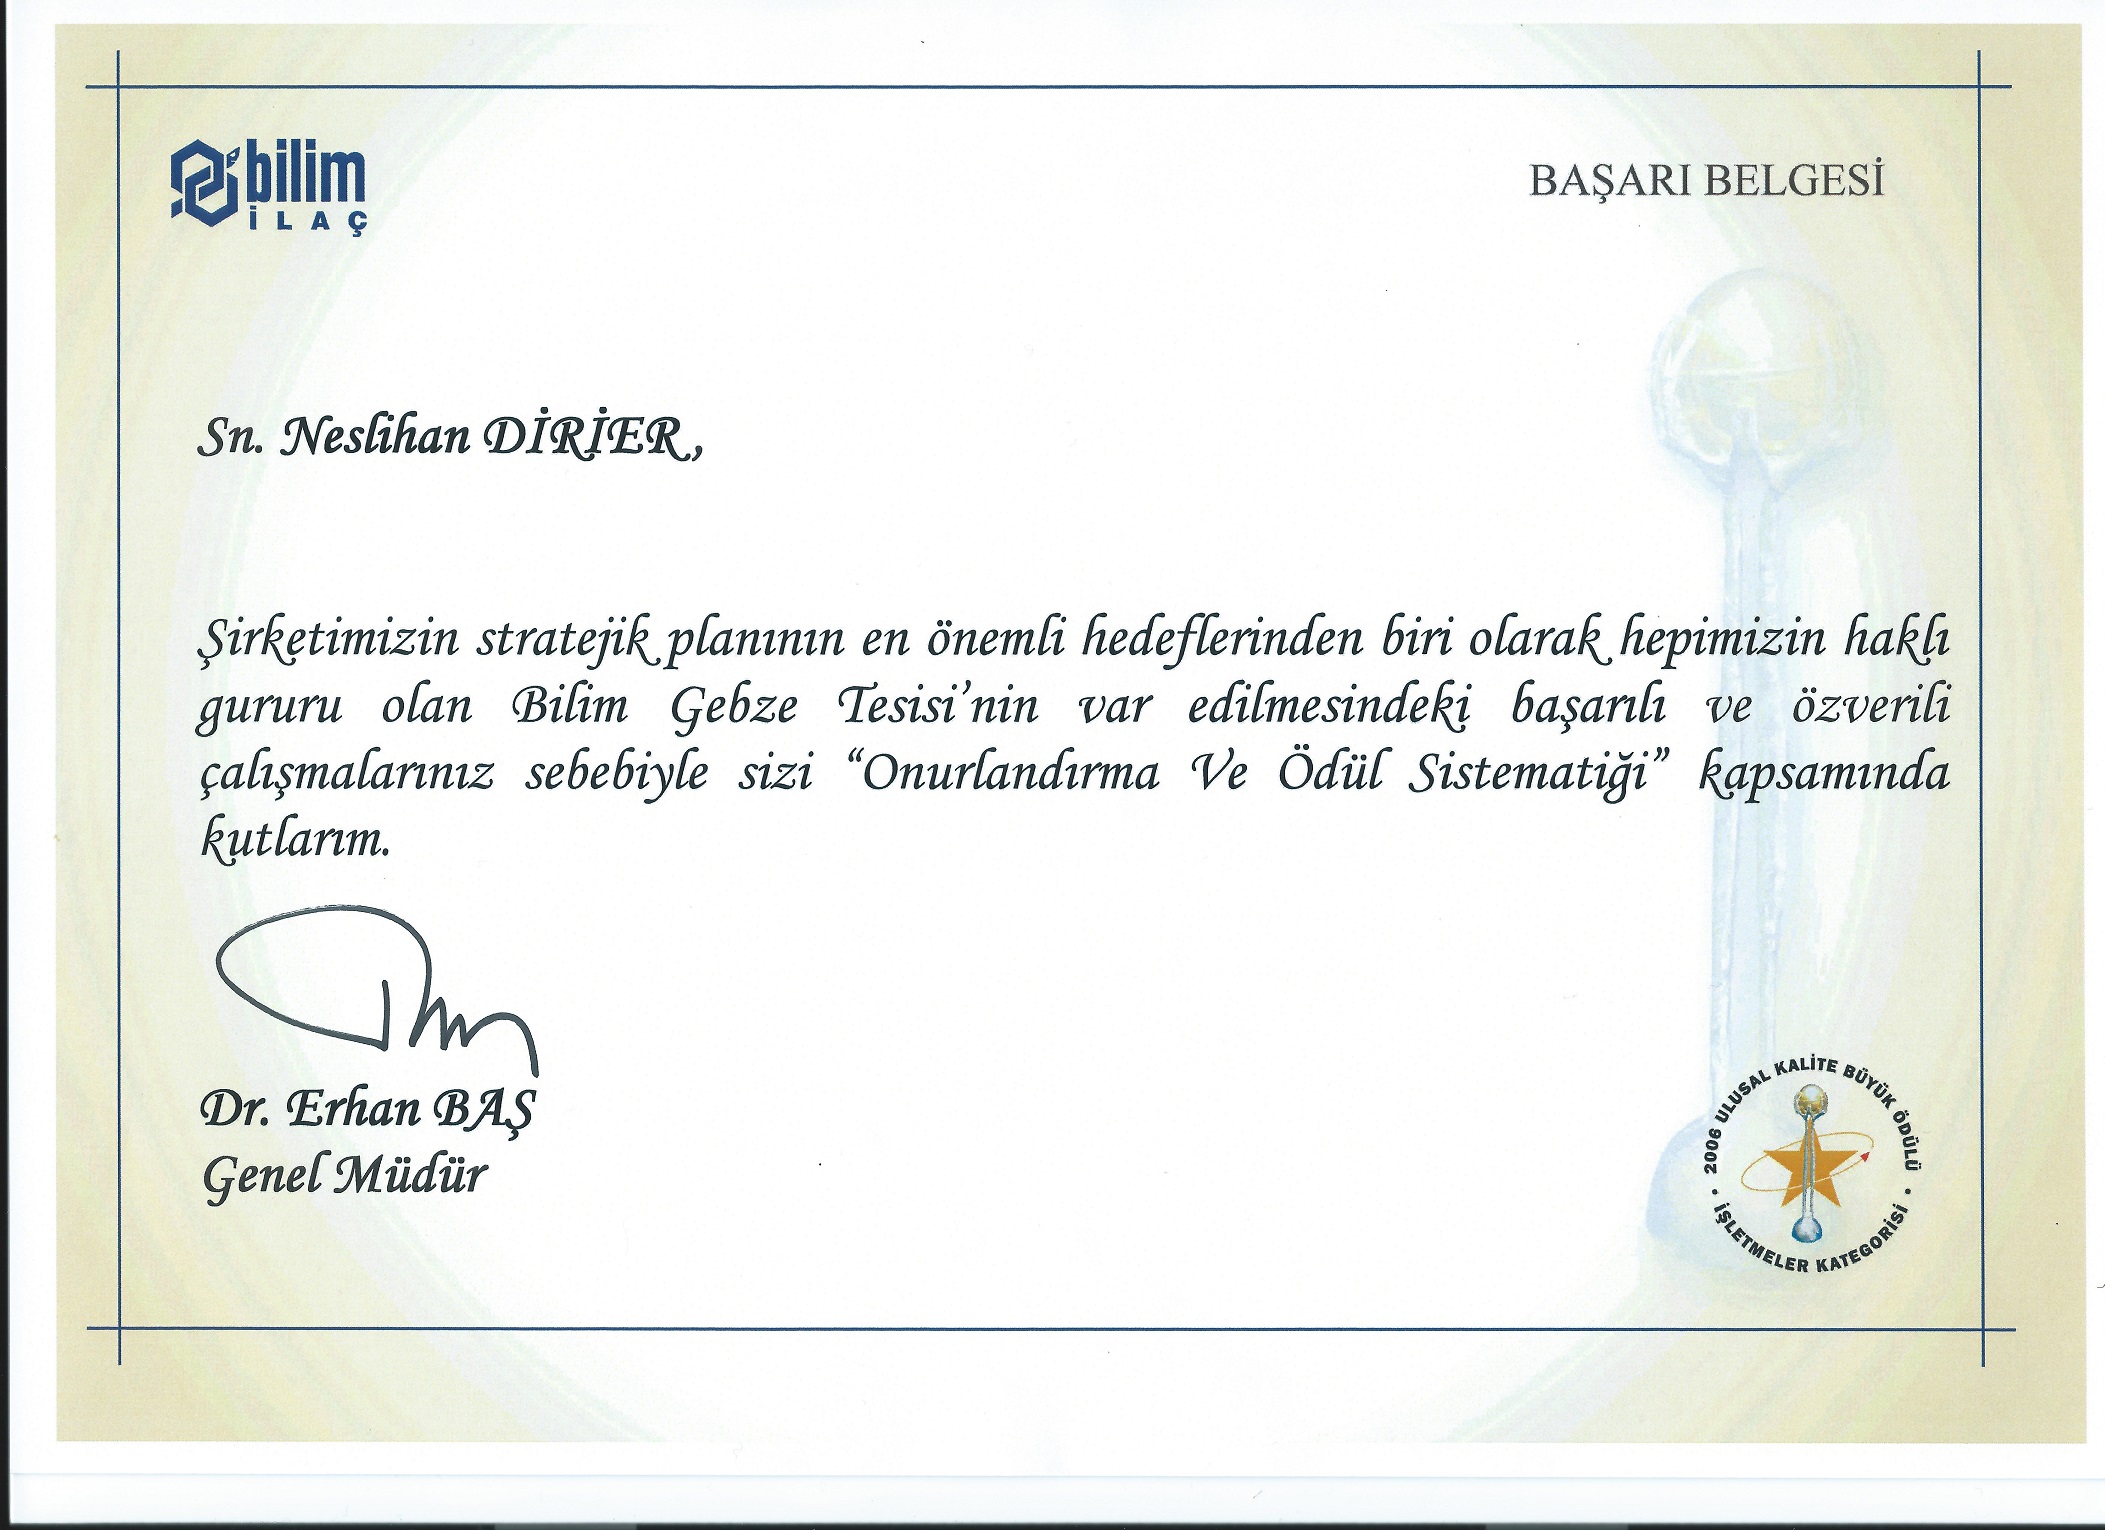 bilim
İLAÇ
BAŞARI BELGESİ
Sn. Neslihan DİRİER,
Şirketimizin stratejik planının en önemli hedeflerinden biri olarak hepimizin haklı
gururu olan Bilim Gebze Tesisi’nin var edilmesindeki başarılı ve özverili
çalışmalarınız sebebiyle sizi “Onurlandırma Ve Ödül Sistematiği” kapsamında
kutlarım.
Dr. Erhan BAŞ
Genel Müdür
2006 ULUSAL KALİTE BÜYÜK ÖDÜLÜ
• İŞLETMELER KATEGORİSİ •